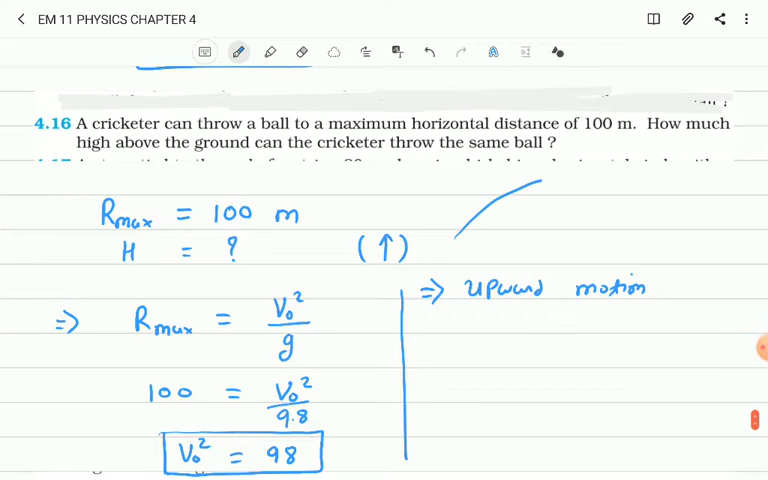 EM 11 PHYSICS CHAPTER 4
4.16 A cricketer can throw a ball to a maximum horizontal distance of 100 m. How much
high above the ground can the cricketer throw the same ball ?
Rmax = 100 m
H = ? (↑)
⇒ Rmax = V₀² / g
⇒ upward motion
100 = V₀² / 9.8
V₀² = 98